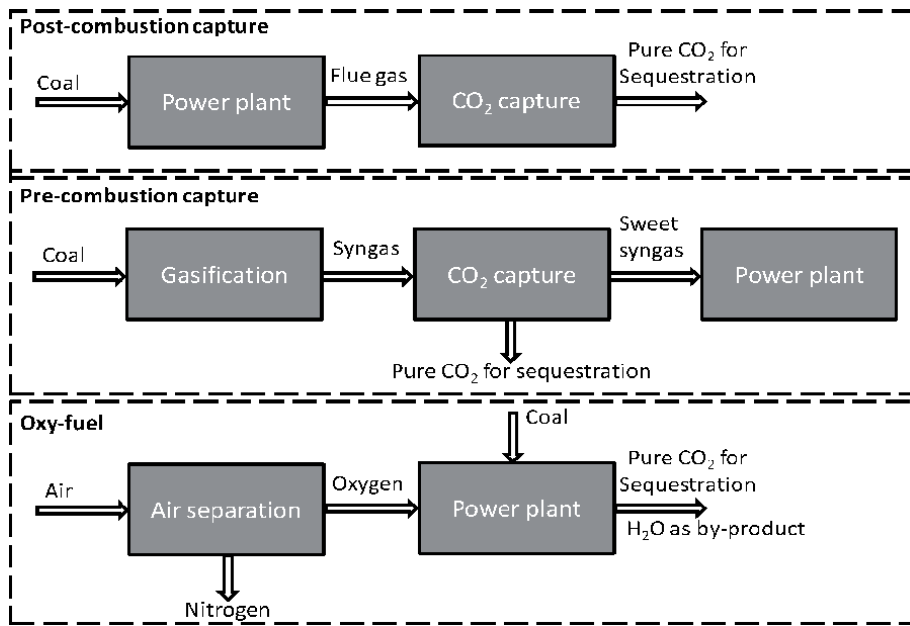 Post-combustion capture
Coal
Power plant
Flue gas
CO₂ capture
Pure CO₂ for
Sequestration
Pre-combustion capture
Coal
Gasification
Syngas
CO₂ capture
Sweet
syngas
Power plant
Pure CO₂ for sequestration
Oxy-fuel
Coal
Air
Air separation
Oxygen
Power plant
Pure CO₂ for
Sequestration
H₂O as by-product
Nitrogen